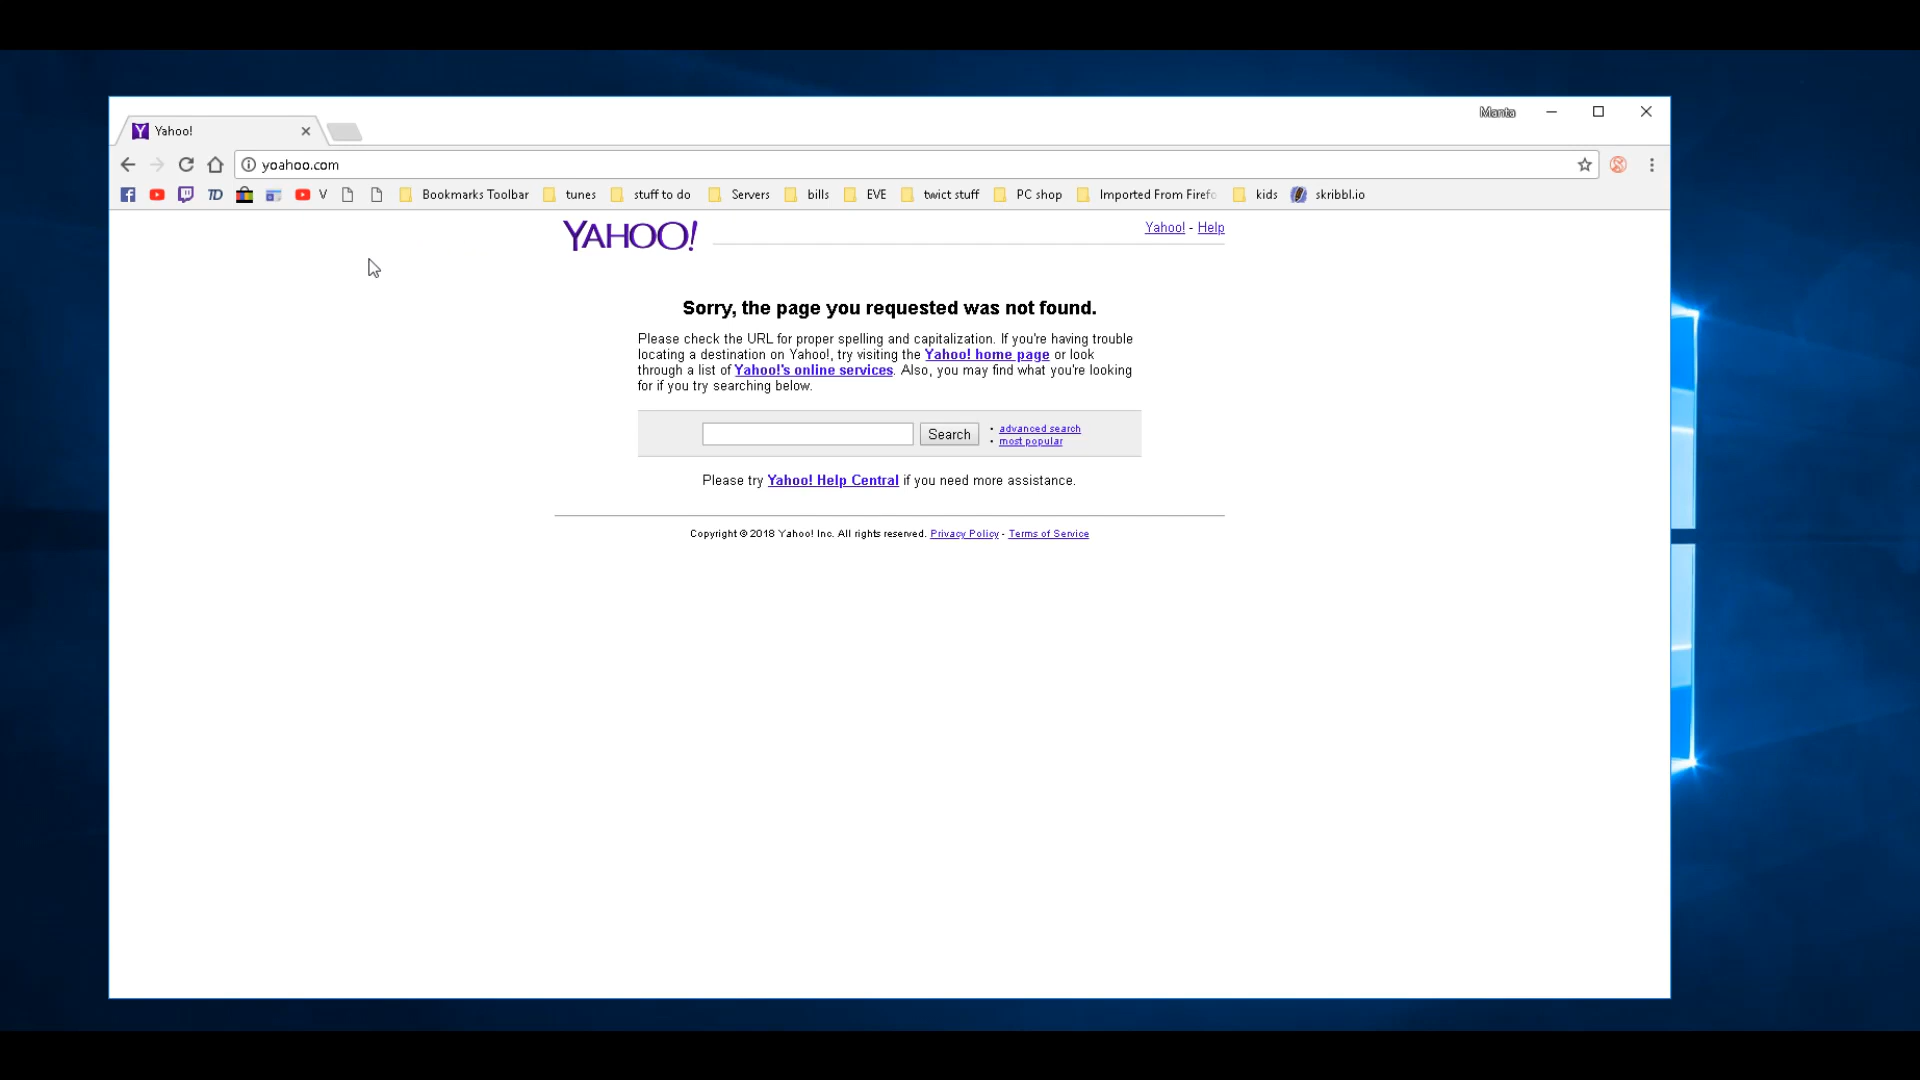 Manta
Yahoo!
yoahoo.com
TD V Bookmarks Toolbar tunes stuff to do Servers bills EVE twict stuff PC shop Imported From Firefo kids skribbl.io
YAHOO! Yahoo! - Help
Sorry, the page you requested was not found.
Please check the URL for proper spelling and capitalization. If you're having trouble
locating a destination on Yahoo!, try visiting the Yahoo! home page or look
through a list of Yahoo!'s online services. Also, you may find what you're looking
for if you try searching below.
Search • advanced search
• most popular
Please try Yahoo! Help Central if you need more assistance.
Copyright © 2018 Yahoo! Inc. All rights reserved. Privacy Policy - Terms of Service